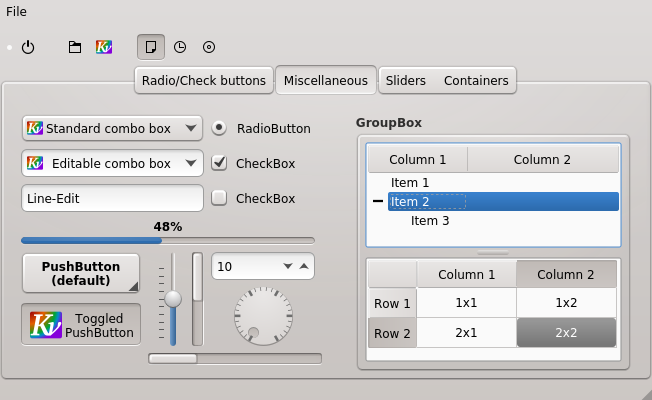 File
Radio/Check buttons
Miscellaneous
Sliders
Containers
Standard combo box
RadioButton
Editable combo box
CheckBox
Line-Edit
CheckBox
48%
PushButton
(default)
10
Toggled
PushButton
GroupBox
Column 1
Column 2
Item 1
Item 2
Item 3
Column 1
Column 2
Row 1
1x1
1x2
Row 2
2x1
2x2